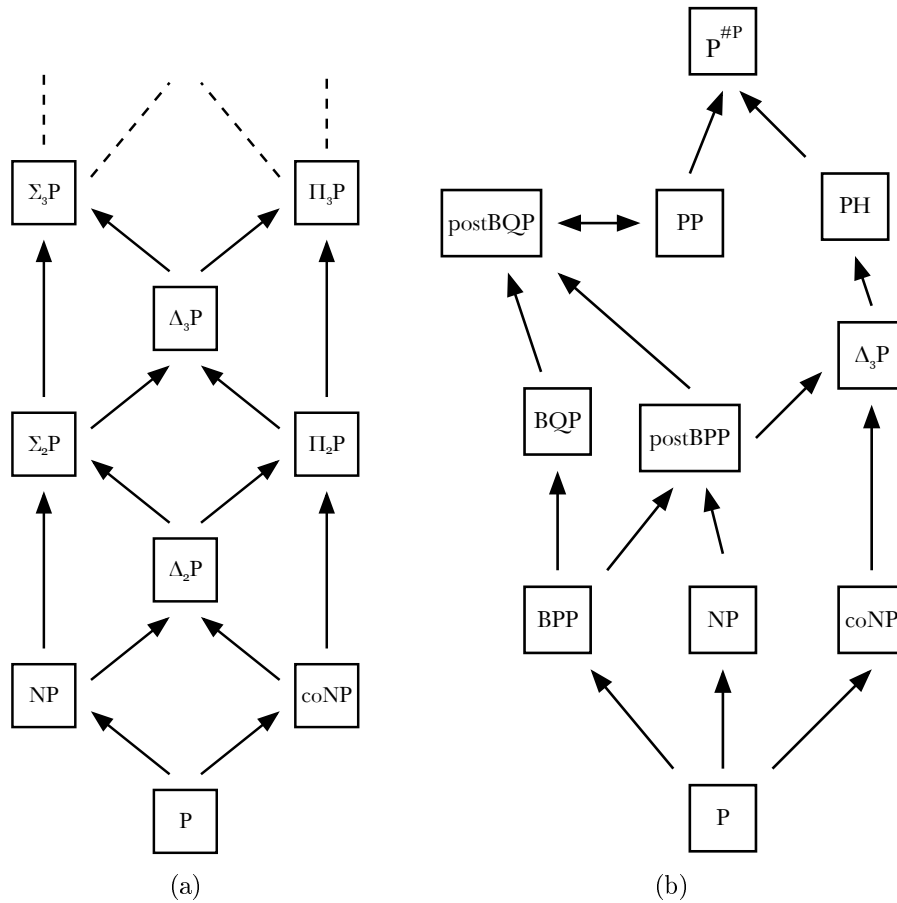 Σ₃P
Π₃P
Δ₃P
Σ₂P
Π₂P
Δ₂P
NP
coNP
P
(a)
P^#P
postBQP
PP
PH
Δ₃P
BQP
postBPP
BPP
NP
coNP
P
(b)